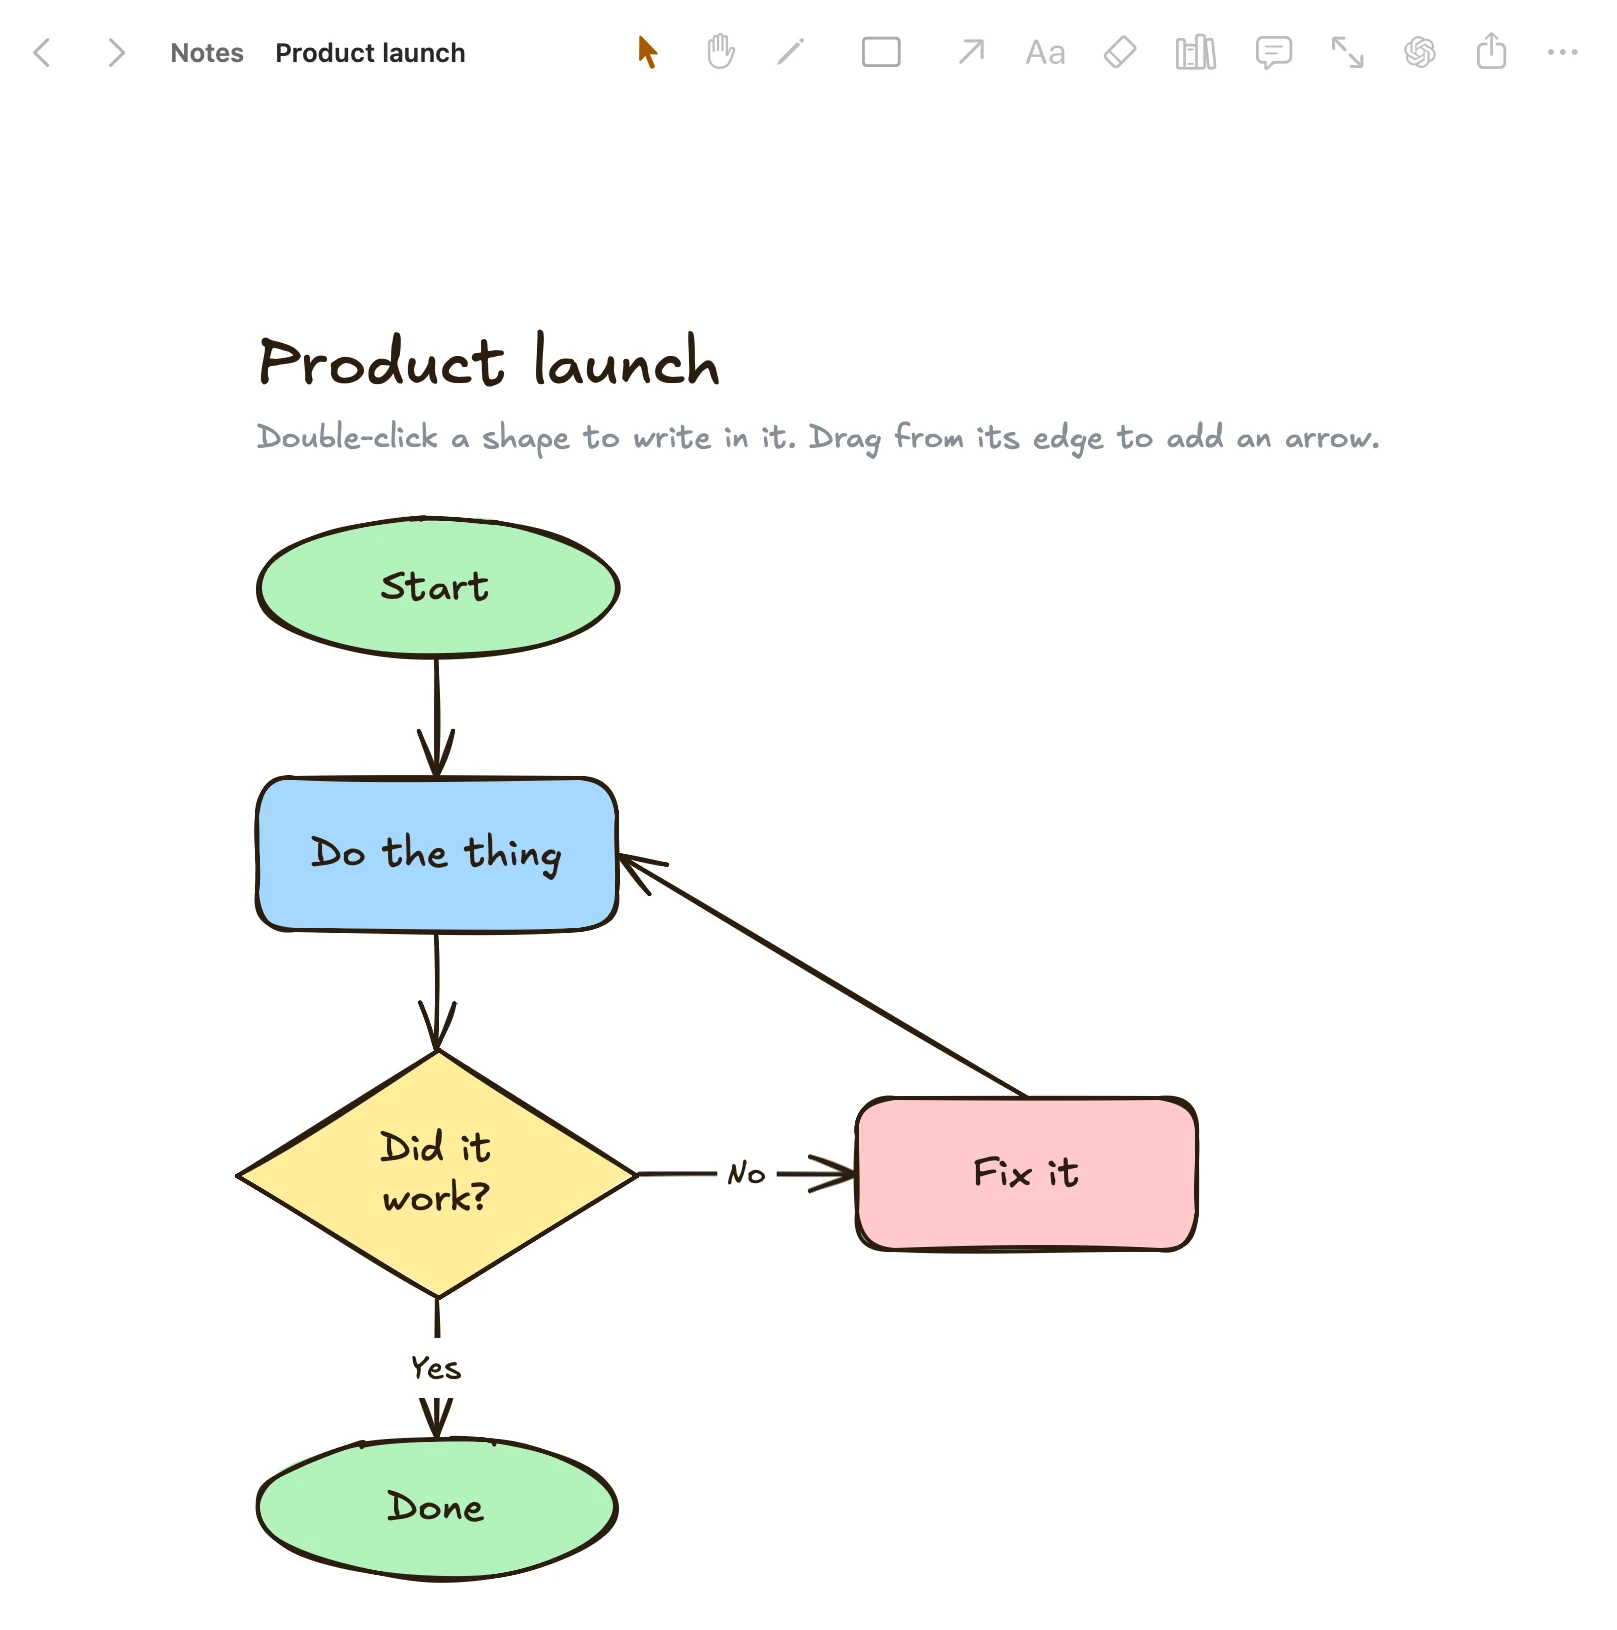 Notes Product launch
Aa
Product launch
Double-click a shape to write in it. Drag from its edge to add an arrow.
Start
Do the thing
Did it
work?
No
Fix it
Yes
Done